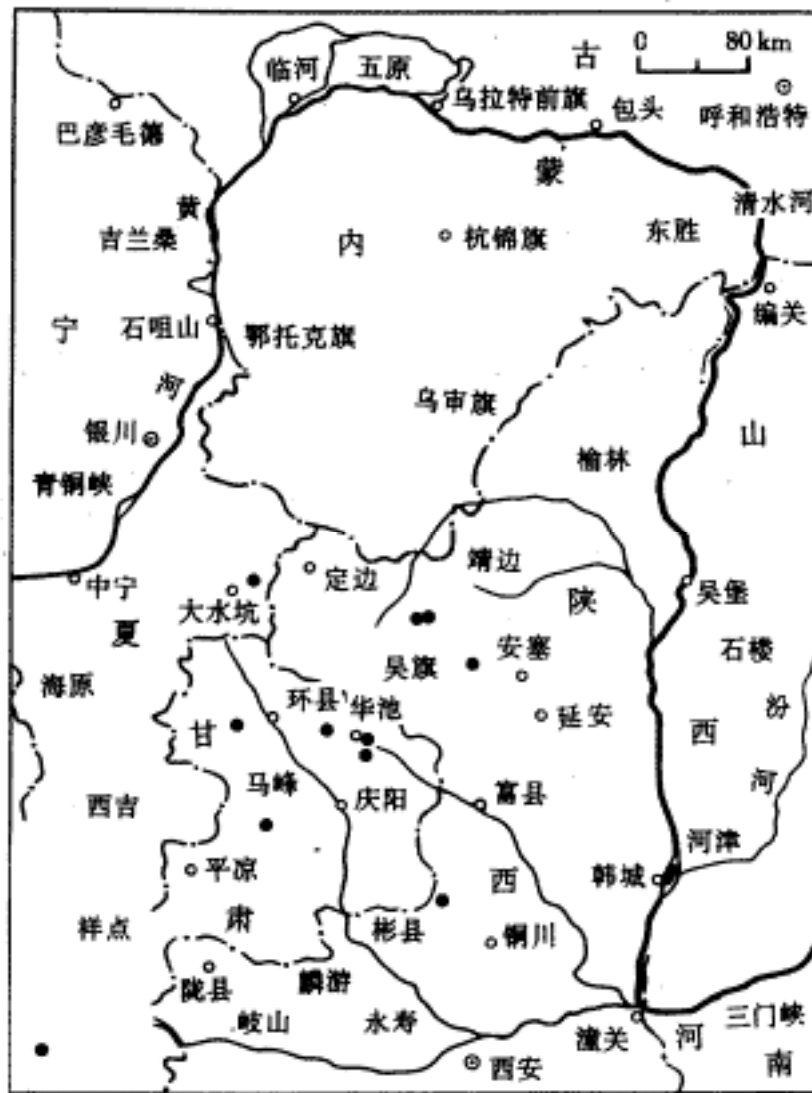 古 0 80 km
临河 五原
乌拉特前旗 包头 呼和浩特
巴彦毛德
蒙
黄
清水河
吉兰桑 内 杭锦旗 东胜
编关
宁 石咀山 鄂托克旗
河
乌审旗 山
银川
榆林
青铜峡
靖边
中宁 定边 陕 吴堡
大水坑
夏 石楼
吴旗 安塞
海原 环县 华池 汾
甘 延安 西
马峰 河
西吉 庆阳 富县
河津
平凉 韩城
西
祥点 肃 彬县 铜川
陇县 麟游
岐山 永寿 潼关 河 三门峡
西安 南